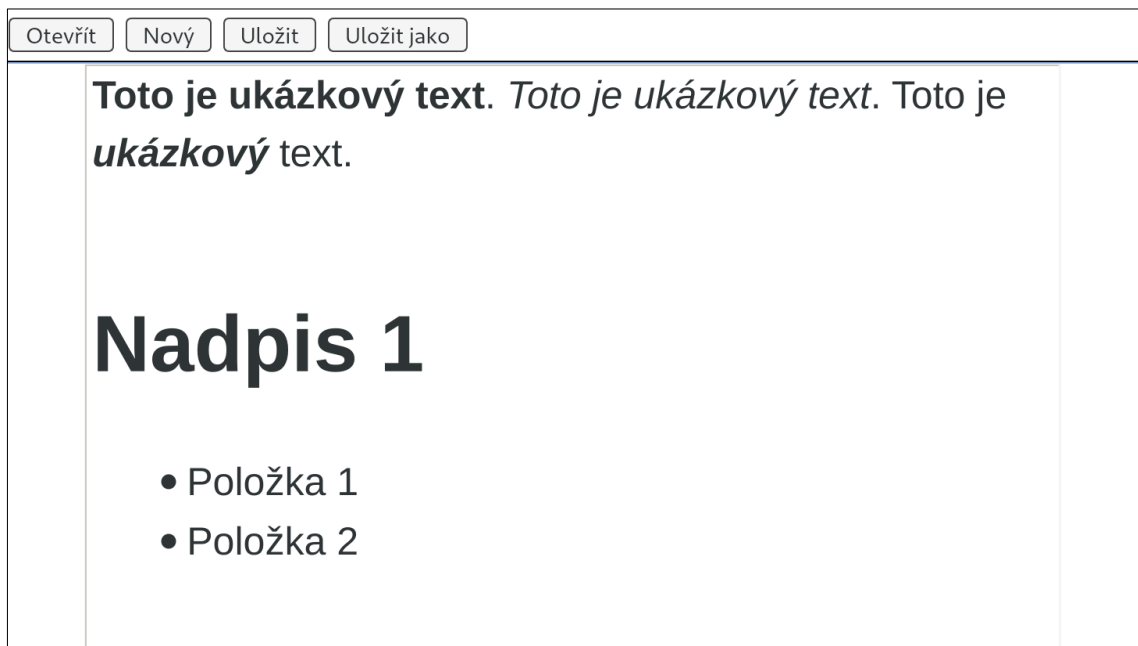 Otevřít Nový Uložit Uložit jako
Toto je ukázkový text. Toto je ukázkový text. Toto je
ukázkový text.
Nadpis 1
• Položka 1
• Položka 2